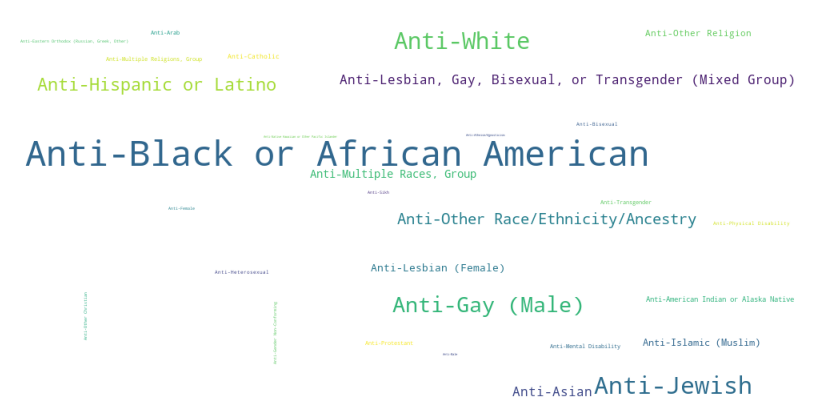 Anti-Arab
Anti-Eastern Orthodox (Russian, Greek, Other)
Anti-White
Anti-Other Religion
Anti-Multiple Religions, Group
Anti-Catholic
Anti-Hispanic or Latino
Anti-Lesbian, Gay, Bisexual, or Transgender (Mixed Group)
Anti-Bisexual
Anti-Black or African American
Anti-Multiple Races, Group
Anti-Sikh
Anti-Transgender
Anti-Female
Anti-Other Race/Ethnicity/Ancestry
Anti-Physical Disability
Anti-Lesbian (Female)
Anti-Heterosexual
Anti-Other Christian
Anti-Gender Non-Conforming
Anti-Gay (Male)
Anti-American Indian or Alaska Native
Anti-Protestant
Anti-Mental Disability
Anti-Islamic (Muslim)
Anti-Asian
Anti-Jewish